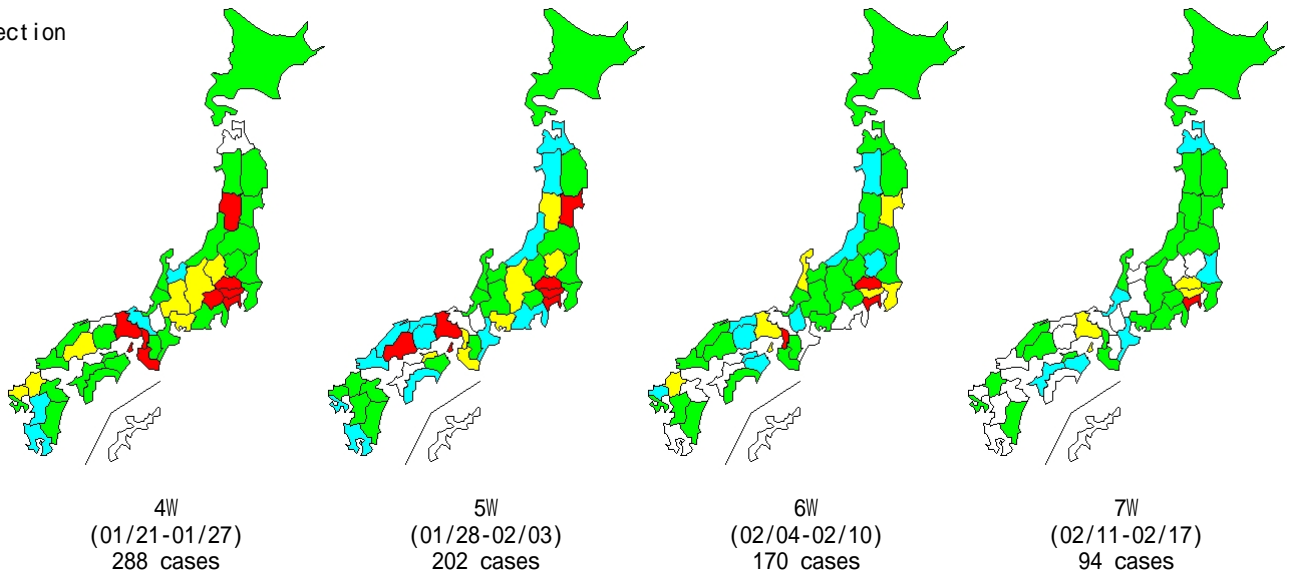 ection
4W
(01/21-01/27)
288 cases
5W
(01/28-02/03)
202 cases
6W
(02/04-02/10)
170 cases
7W
(02/11-02/17)
94 cases